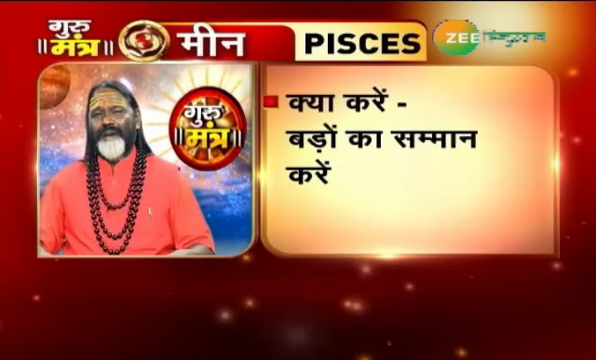 गुरु
॥मंत्र॥
मीन
PISCES
ZEE
गुरु
॥मंत्र॥
क्या करें -
बड़ों का सम्मान
करें